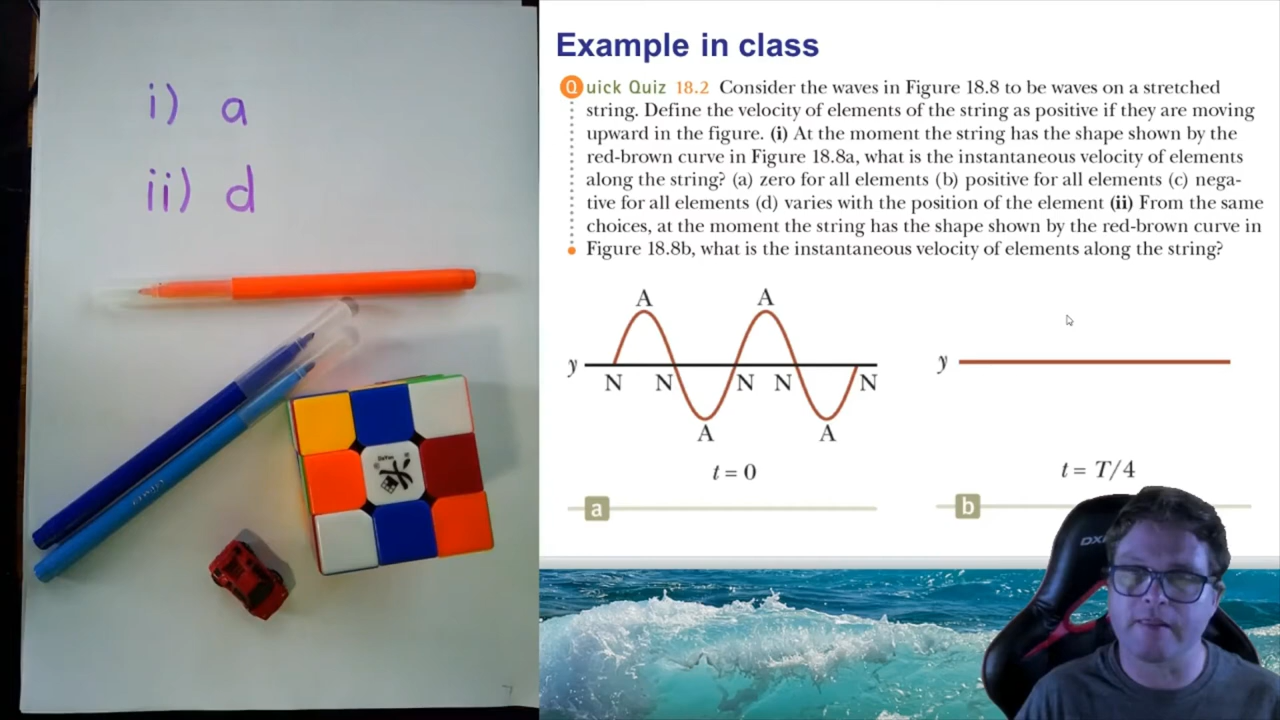 i) a
ii) d
Example in class
Quick Quiz 18.2 Consider the waves in Figure 18.8 to be waves on a stretched
string. Define the velocity of elements of the string as positive if they are moving
upward in the figure. (i) At the moment the string has the shape shown by the
red-brown curve in Figure 18.8a, what is the instantaneous velocity of elements
along the string? (a) zero for all elements (b) positive for all elements (c) nega-
tive for all elements (d) varies with the position of the element (ii) From the same
choices, at the moment the string has the shape shown by the red-brown curve in
Figure 18.8b, what is the instantaneous velocity of elements along the string?
A A
y
N N N N N
A A
t = 0
a
y
t = T/4
b
DX